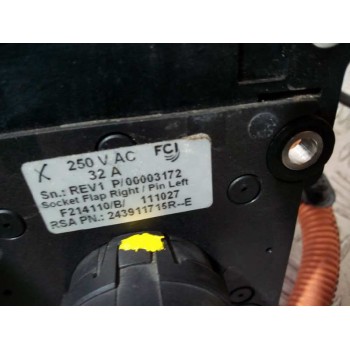 X 250 V AC FCI
32 A
Sn.: REV1 P/00003172
Socket Flap Right / Pin Left
F214110/B/ 111027
RSA PN.: 243911715R--E